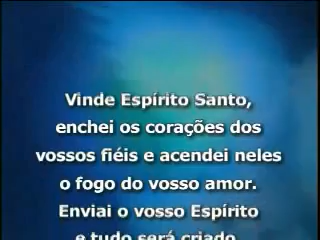 Vinde Espírito Santo,
enchei os corações dos
vossos fiéis e acendei neles
o fogo do vosso amor.
Enviai o vosso Espírito
e tudo será criado